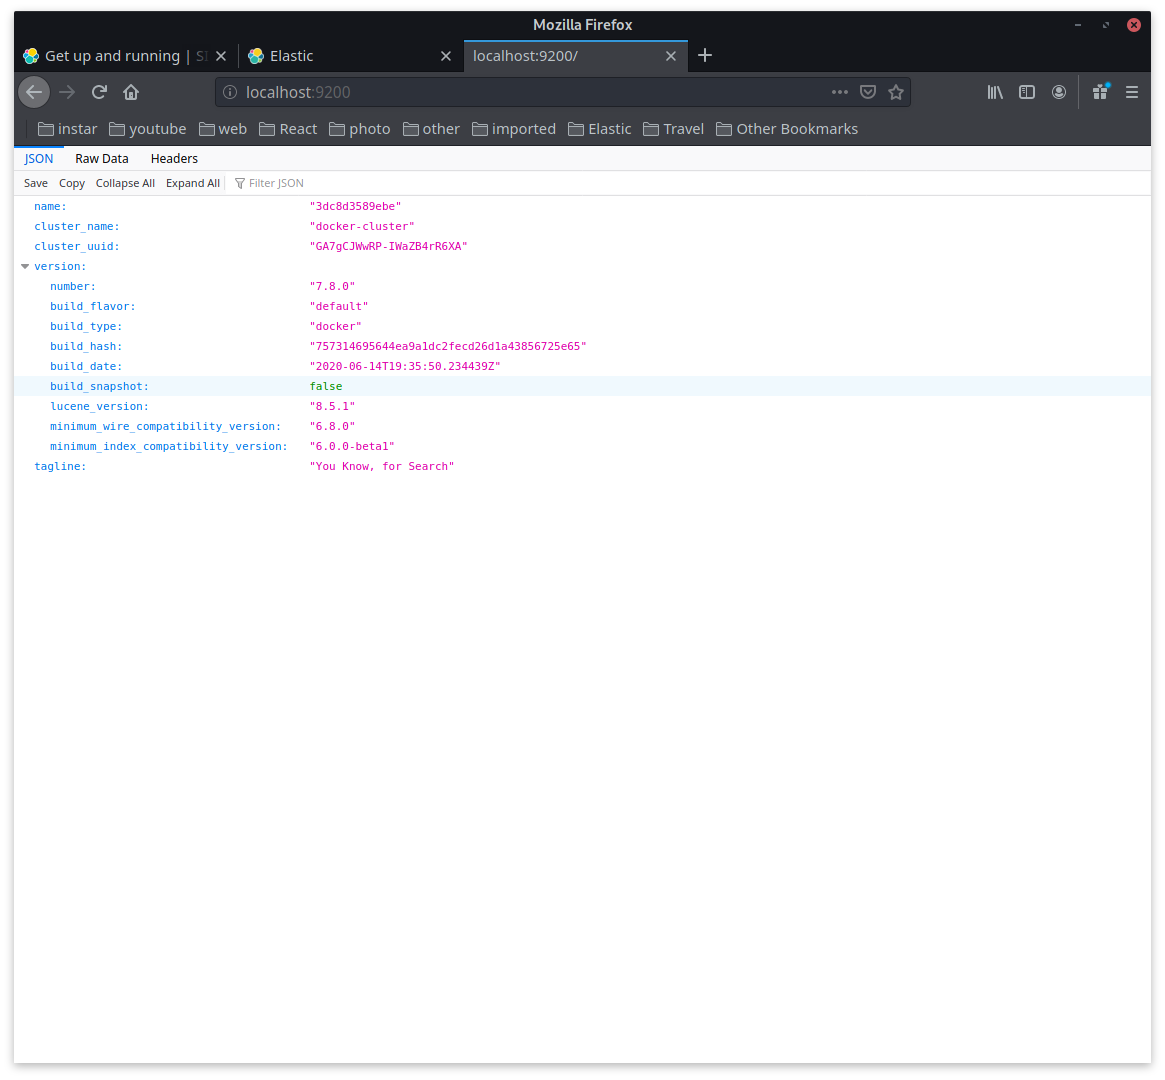 Mozilla Firefox
Get up and running | SI
Elastic
localhost:9200/
localhost:9200
instar youtube web React photo other imported Elastic Travel Other Bookmarks
JSON Raw Data Headers
Save Copy Collapse All Expand All Filter JSON
name: "3dc8d3589ebe"
cluster_name: "docker-cluster"
cluster_uuid: "GA7gCJWwRP-IWaZB4rR6XA"
version:
number: "7.8.0"
build_flavor: "default"
build_type: "docker"
build_hash: "757314695644ea9a1dc2fecd26d1a43856725e65"
build_date: "2020-06-14T19:35:50.234439Z"
build_snapshot: false
lucene_version: "8.5.1"
minimum_wire_compatibility_version: "6.8.0"
minimum_index_compatibility_version: "6.0.0-beta1"
tagline: "You Know, for Search"